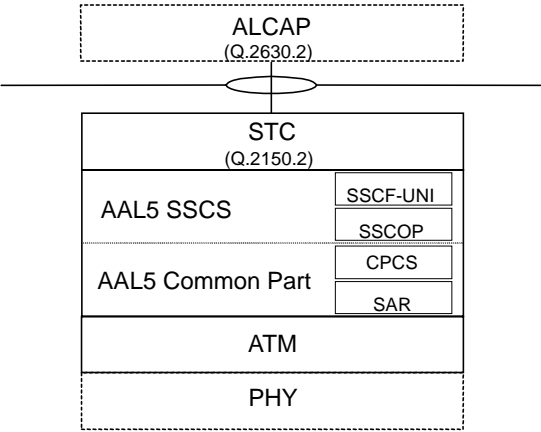 ALCAP
(Q.2630.2)
STC
(Q.2150.2)
AAL5 SSCS
SSCF-UNI
SSCOP
AAL5 Common Part
CPCS
SAR
ATM
PHY